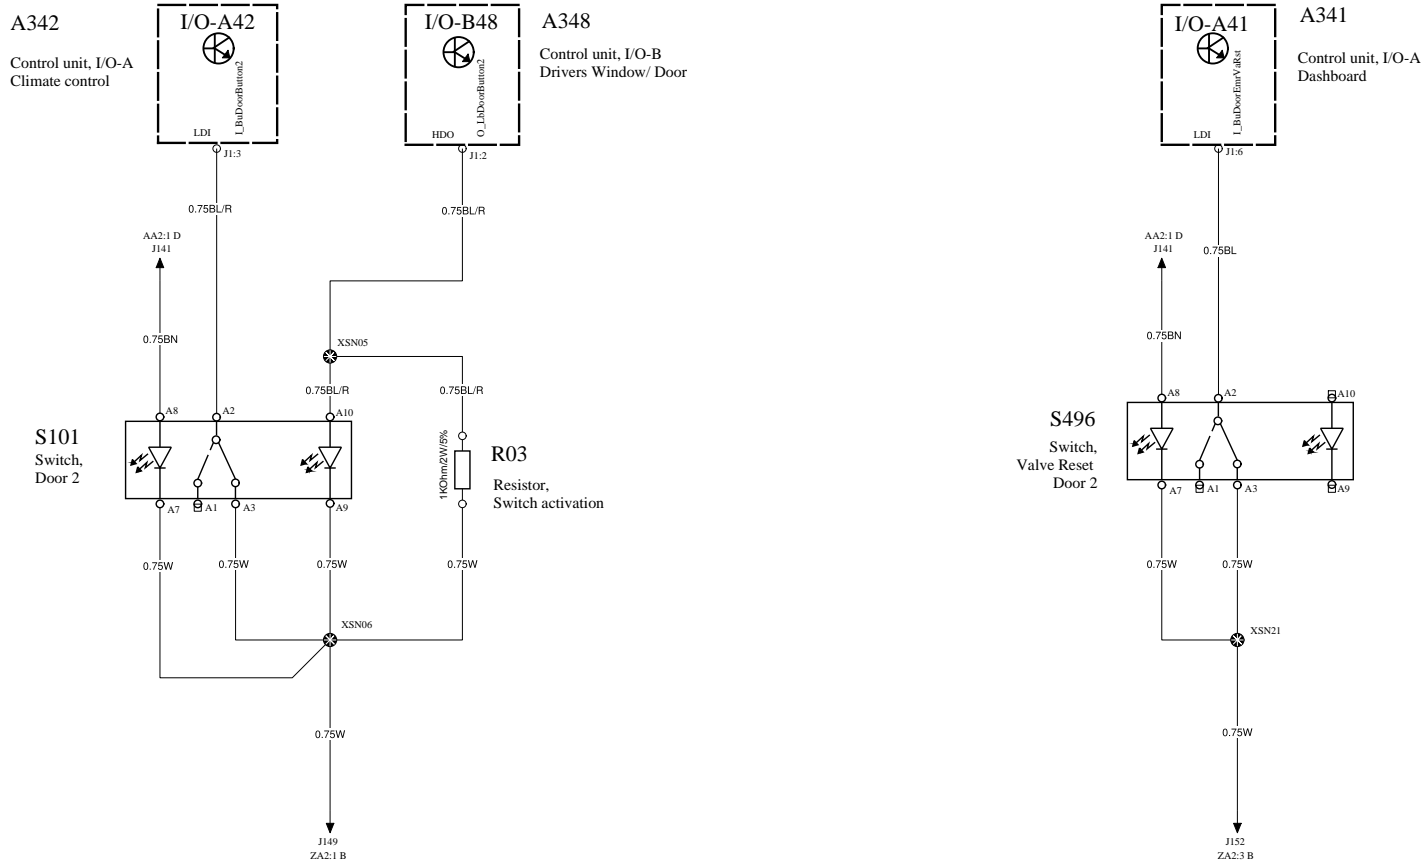 A342
Control unit, I/O-A
Climate control
I/O-A42
I_BuDoorButton2
LDI
J1:3
I/O-B48
O_LbDoorButton2
HDO
J1:2
A348
Control unit, I/O-B
Drivers Window/ Door
I/O-A41
I_BuDoorEmrVaRst
LDI
J1:6
A341
Control unit, I/O-A
Dashboard
0.75BL/R
0.75BL/R
AA2:1 D
J141
0.75BN
XSN05
0.75BL/R
0.75BL/R
A8
A2
A10
S101
Switch,
Door 2
A7
A1
A3
A9
1KOhm/2W/5%
R03
Resistor,
Switch activation
0.75W
0.75W
0.75W
0.75W
XSN06
0.75W
J149
ZA2:1 B
AA2:1 D
J141
0.75BL
0.75BN
A8
A2
A10
S496
Switch,
Valve Reset
Door 2
A7
A1
A3
A9
0.75W
0.75W
XSN21
0.75W
J152
ZA2:3 B